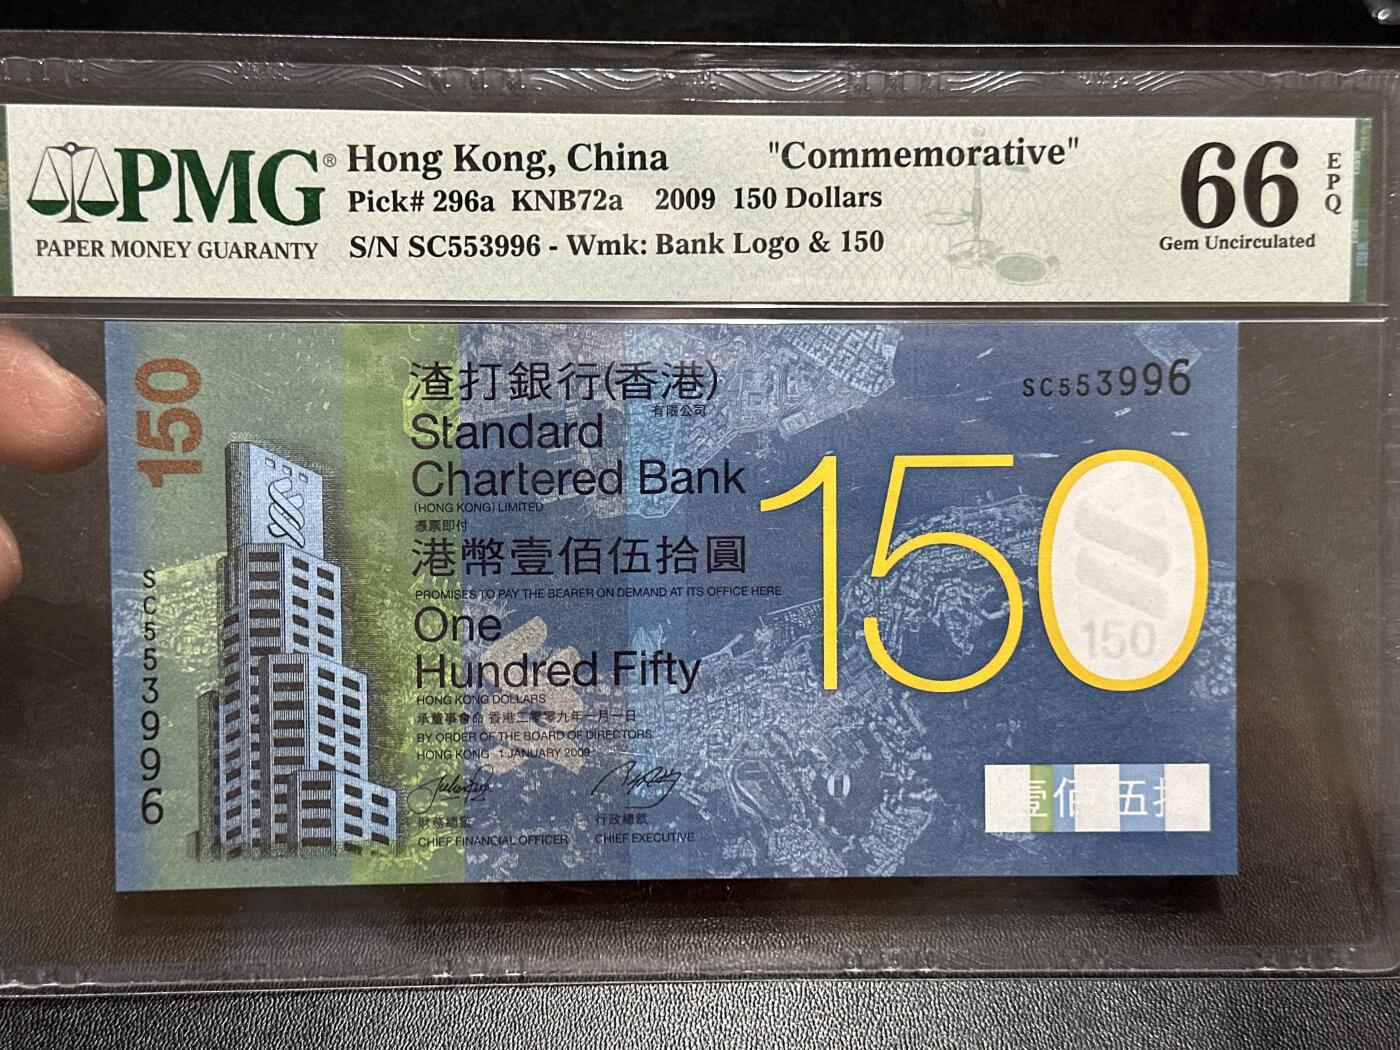 PMG®
PAPER MONEY GUARANTY
Hong Kong, China "Commemorative"
Pick# 296a KNB72a 2009 150 Dollars
S/N SC553996 - Wmk: Bank Logo & 150
66
EPQ
Gem Uncirculated
150
渣打銀行(香港)
有限公司
SC553996
Standard
Chartered Bank
(HONG KONG) LIMITED
憑票即付
港幣壹佰伍拾圓
150
150
PROMISES TO PAY THE BEARER ON DEMAND AT ITS OFFICE HERE
One
Hundred Fifty
HONG KONG DOLLARS
承董事會命 香港二零零九年一月一日
BY ORDER OF THE BOARD OF DIRECTORS
HONG KONG 1 JANUARY 2009
SC553996
壹佰伍拾
財務總監
行政總裁
CHIEF FINANCIAL OFFICER
CHIEF EXECUTIVE